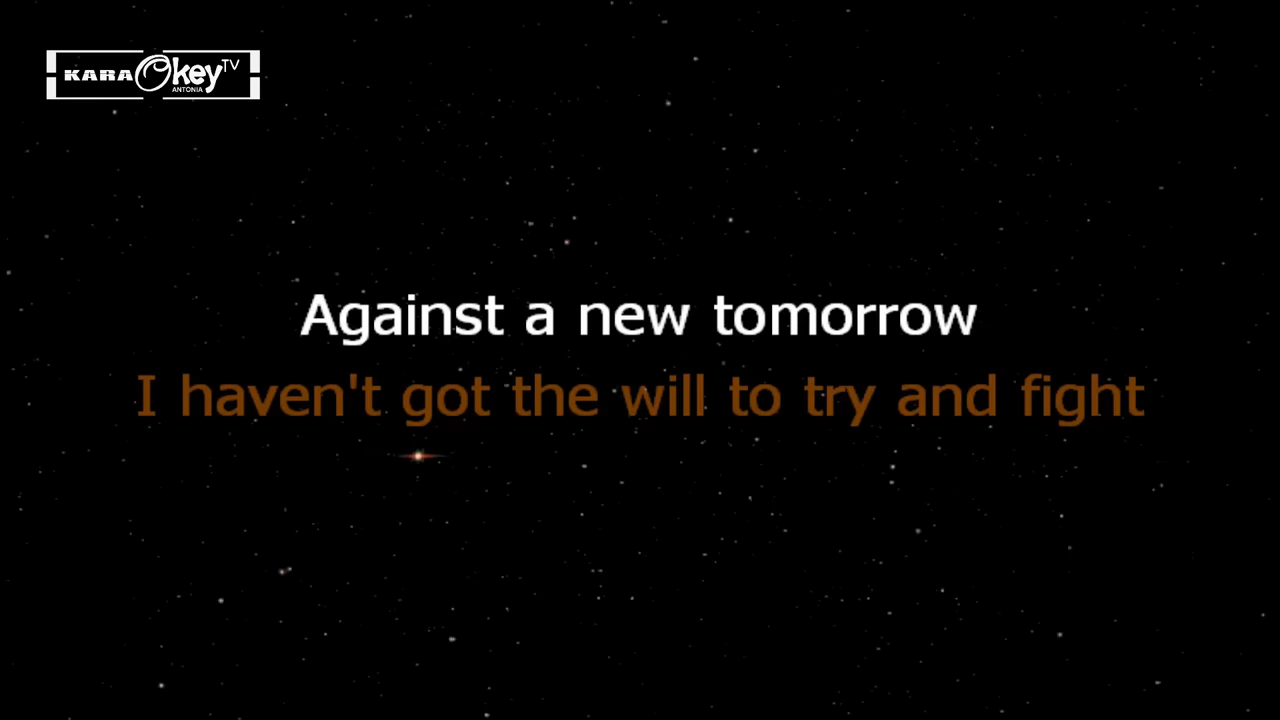 KARAOkey TV
ANTONIA
Against a new tomorrow
I haven't got the will to try and fight